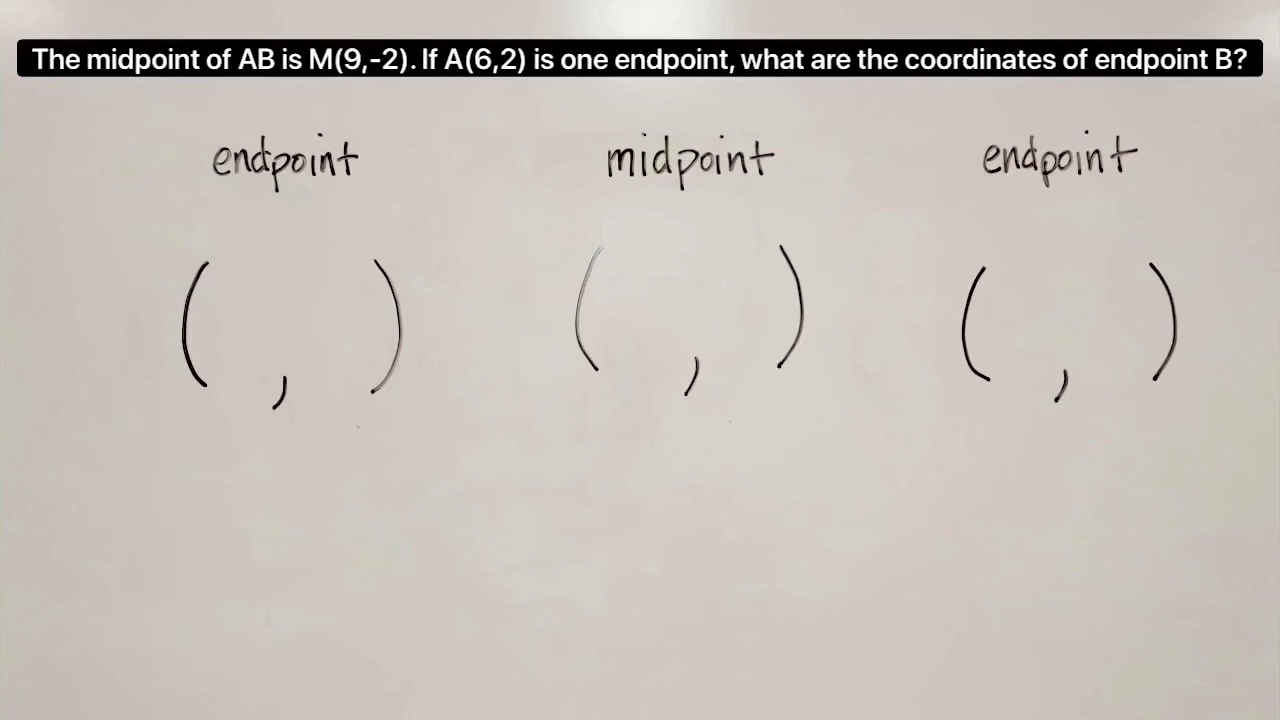 The midpoint of AB is M(9,-2). If A(6,2) is one endpoint, what are the coordinates of endpoint B?
endpoint midpoint endpoint
( , ) ( , ) ( , )